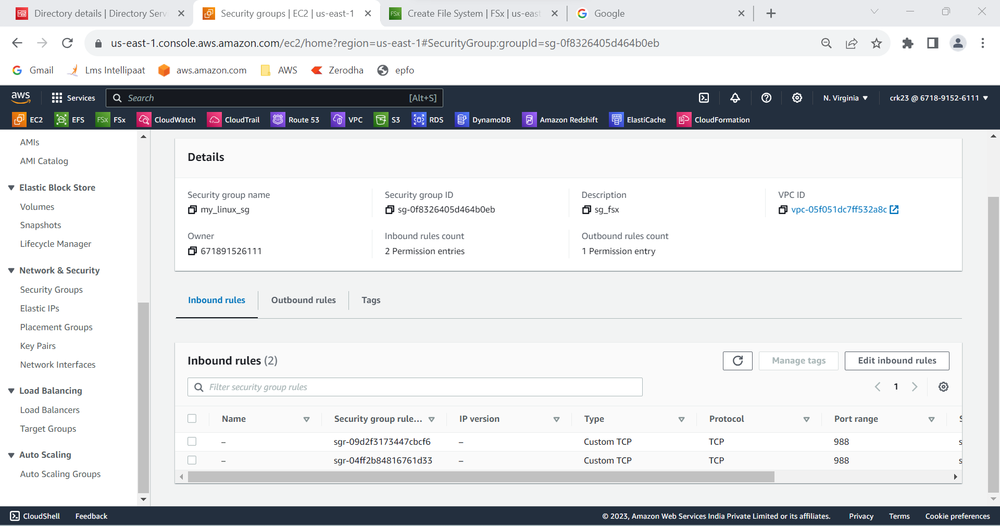 Directory details | Directory Serv
Security groups | EC2 | us-east-1
Create File System | FSx | us-east
Google
us-east-1.console.aws.amazon.com/ec2/home?region=us-east-1#SecurityGroup:groupId=sg-0f8326405d464b0eb
Gmail
Lms Intellipaat
aws.amazon.com
AWS
Zerodha
epfo
aws
Services
Search
[Alt+S]
N. Virginia
crk23 @ 6718-9152-6111
EC2
EFS
FSx
FSx
CloudWatch
CloudTrail
Route 53
VPC
S3
RDS
DynamoDB
Amazon Redshift
ElastiCache
CloudFormation
AMIs
AMI Catalog
Elastic Block Store
Volumes
Snapshots
Lifecycle Manager
Network & Security
Security Groups
Elastic IPs
Placement Groups
Key Pairs
Network Interfaces
Load Balancing
Load Balancers
Target Groups
Auto Scaling
Auto Scaling Groups
Details
Security group name
my_linux_sg
Security group ID
sg-0f8326405d464b0eb
Description
sg_fsx
VPC ID
vpc-05f051dc7ff532a8c
Owner
671891526111
Inbound rules count
2 Permission entries
Outbound rules count
1 Permission entry
Inbound rules
Outbound rules
Tags
Inbound rules (2)
Manage tags
Edit inbound rules
Filter security group rules
1
Name
Security group rule...
IP version
Type
Protocol
Port range
– sgr-09d2f3173447cbcf6 – Custom TCP TCP 988
– sgr-04ff2b84816761d33 – Custom TCP TCP 988
CloudShell
Feedback
© 2023, Amazon Web Services India Private Limited or its affiliates.
Privacy
Terms
Cookie preferences